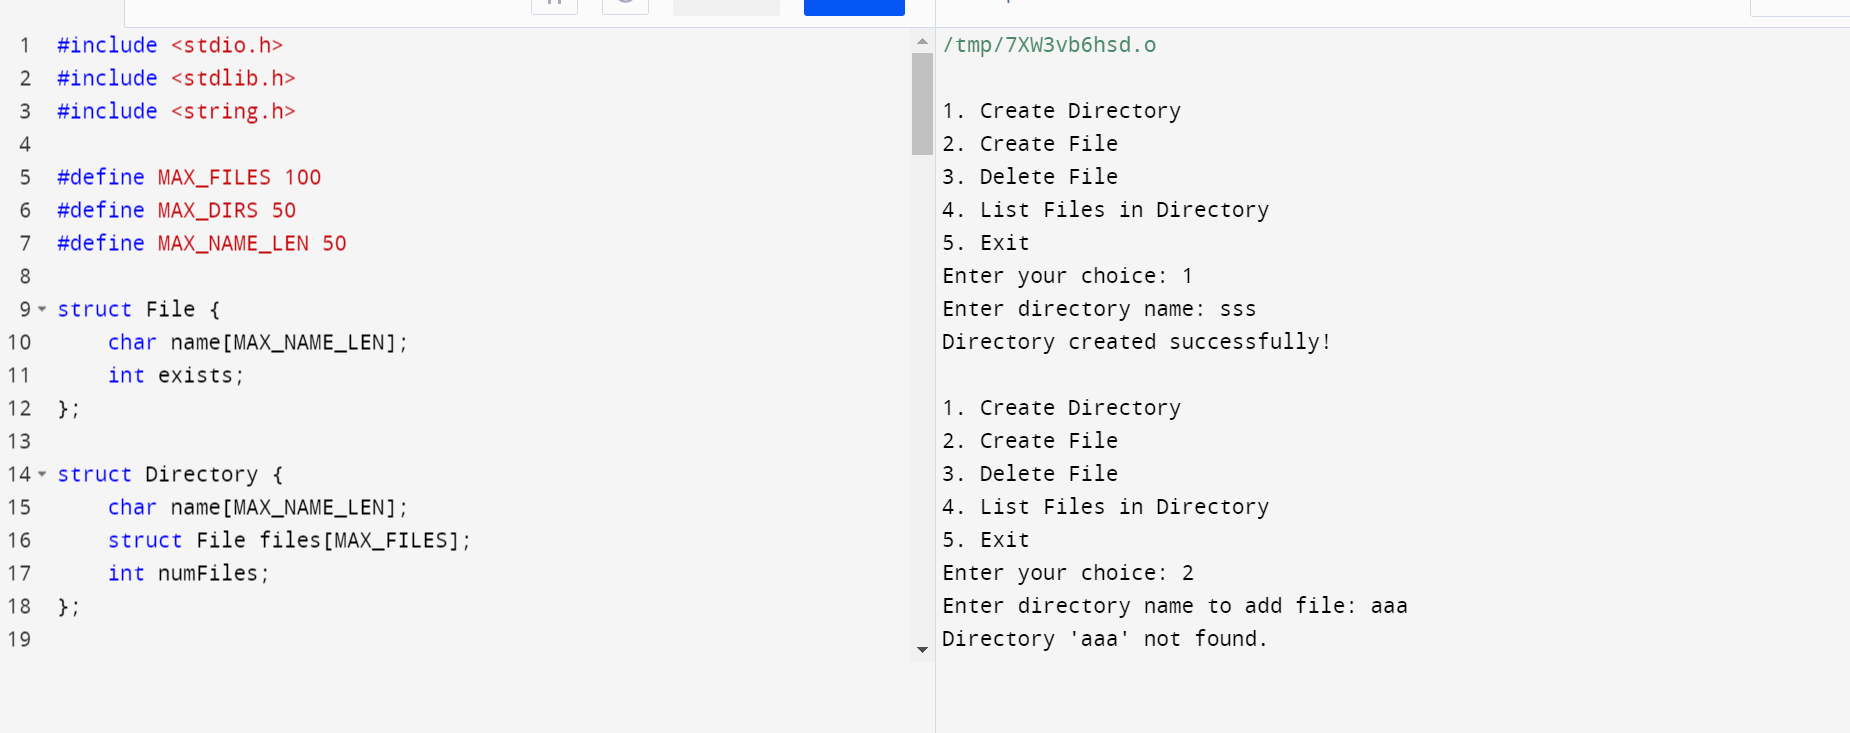 1 #include <stdio.h>
2 #include <stdlib.h>
3 #include <string.h>
4
5 #define MAX_FILES 100
6 #define MAX_DIRS 50
7 #define MAX_NAME_LEN 50
8
9 struct File {
10     char name[MAX_NAME_LEN];
11     int exists;
12 };
13
14 struct Directory {
15     char name[MAX_NAME_LEN];
16     struct File files[MAX_FILES];
17     int numFiles;
18 };
19
/tmp/7XW3vb6hsd.o
1. Create Directory
2. Create File
3. Delete File
4. List Files in Directory
5. Exit
Enter your choice: 1
Enter directory name: sss
Directory created successfully!
1. Create Directory
2. Create File
3. Delete File
4. List Files in Directory
5. Exit
Enter your choice: 2
Enter directory name to add file: aaa
Directory 'aaa' not found.